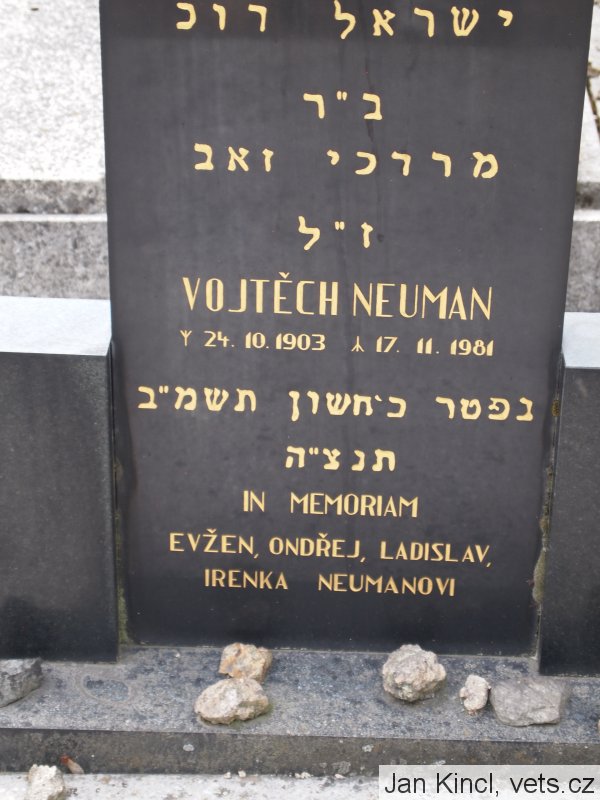 ישראל רוכ
ב"ר
מרדכי זאב
ז"ל
VOJTĚCH NEUMAN
ᛉ 24. 10. 1903 ᛦ 17. 11. 1981
נפטר כ׳חשון תשמ"ב
תנצ"ה
IN MEMORIAM
EVŽEN, ONDŘEJ, LADISLAV,
IRENKA NEUMANOVI
Jan Kincl, vets.cz